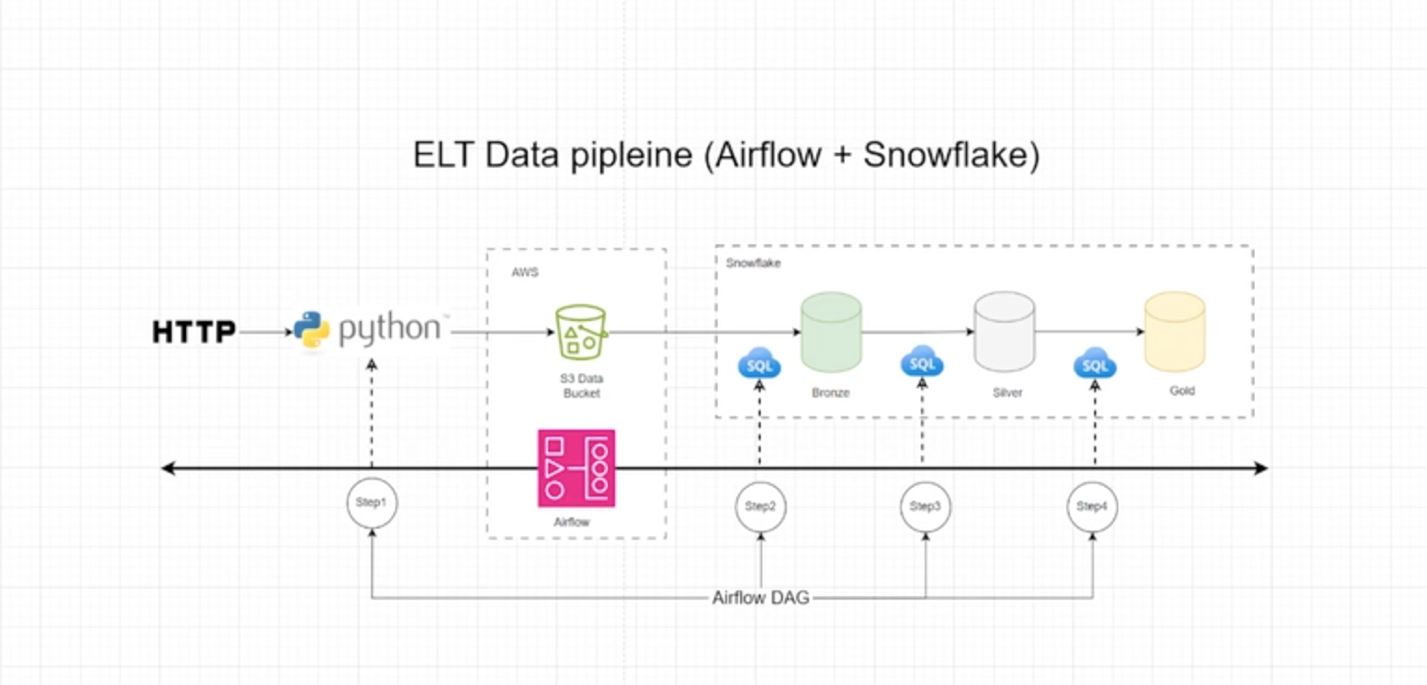 ELT Data pipleine (Airflow + Snowflake)
AWS
Snowflake
HTTP
python
SQL
SQL
SQL
S3 Data
Bucket
Bronze
Silver
Gold
Airflow
Step1
Step2
Step3
Step4
Airflow DAG